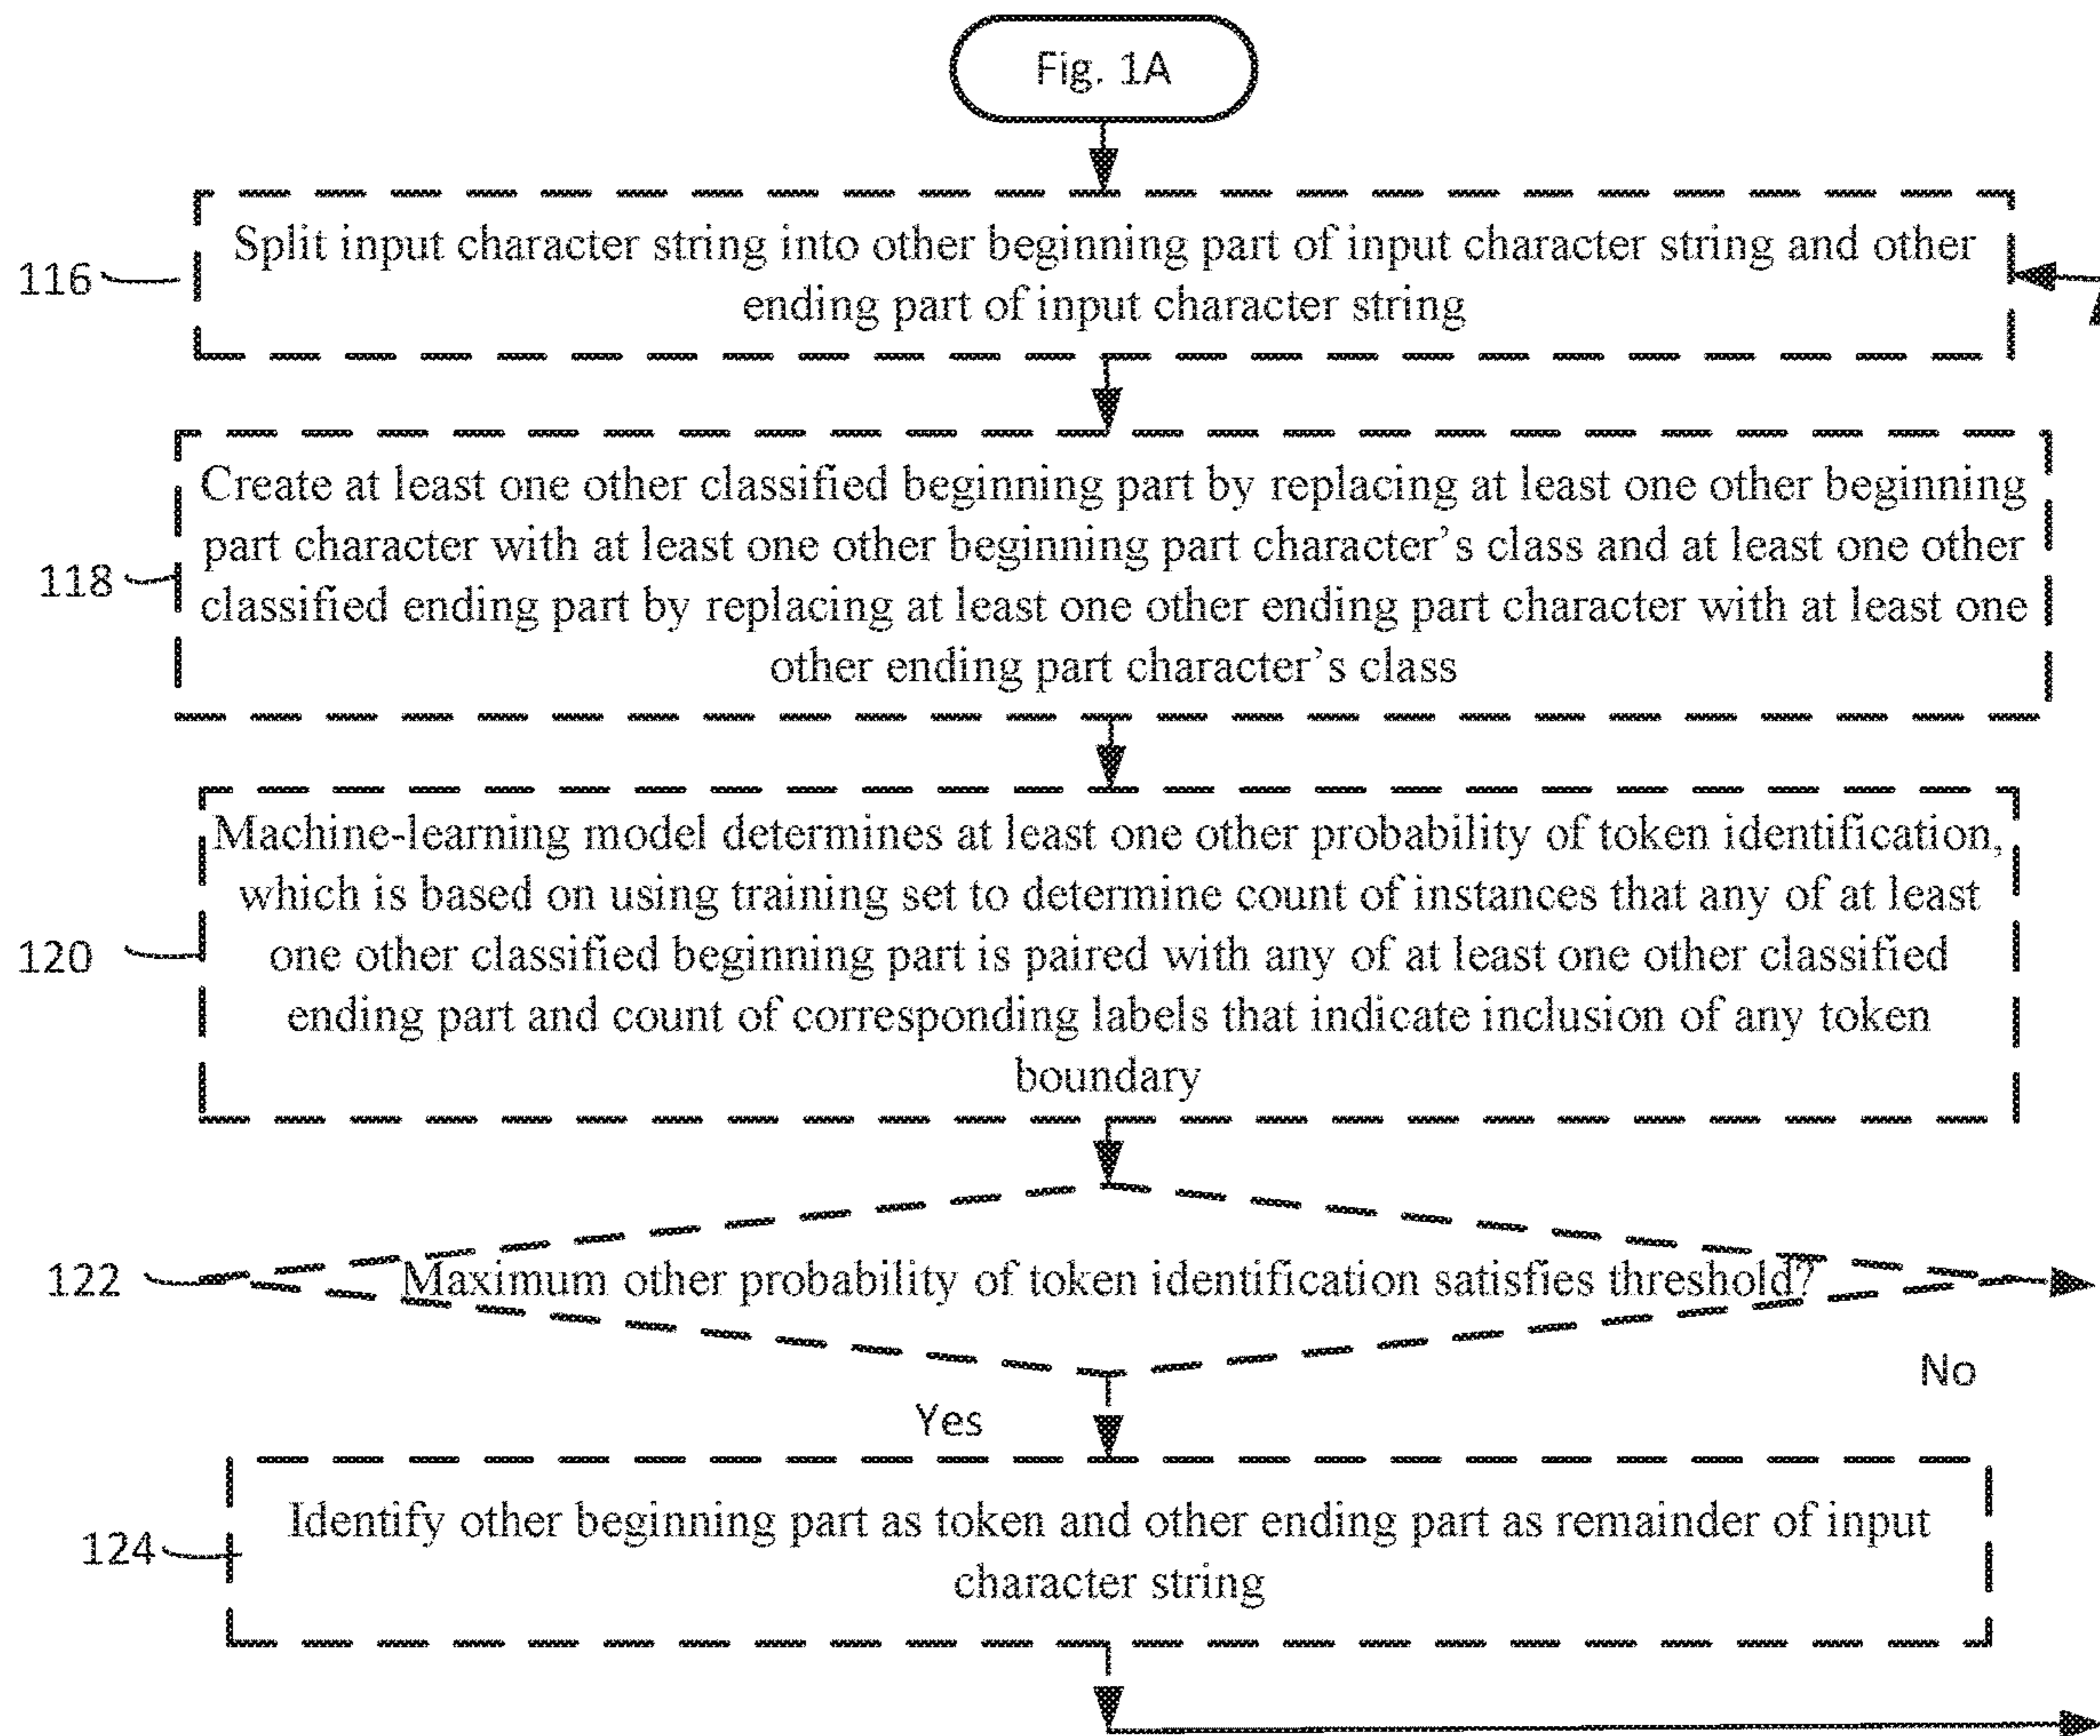 Fig. 1A
116
Split input character string into other beginning part of input character string and other
ending part of input character string
118
Create at least one other classified beginning part by replacing at least one other beginning
part character with at least one other beginning part character’s class and at least one other
classified ending part by replacing at least one other ending part character with at least one
other ending part character’s class
120
Machine-learning model determines at least one other probability of token identification,
which is based on using training set to determine count of instances that any of at least
one other classified beginning part is paired with any of at least one other classified
ending part and count of corresponding labels that indicate inclusion of any token
boundary
122
Maximum other probability of token identification satisfies threshold?
No
Yes
124
Identify other beginning part as token and other ending part as remainder of input
character string